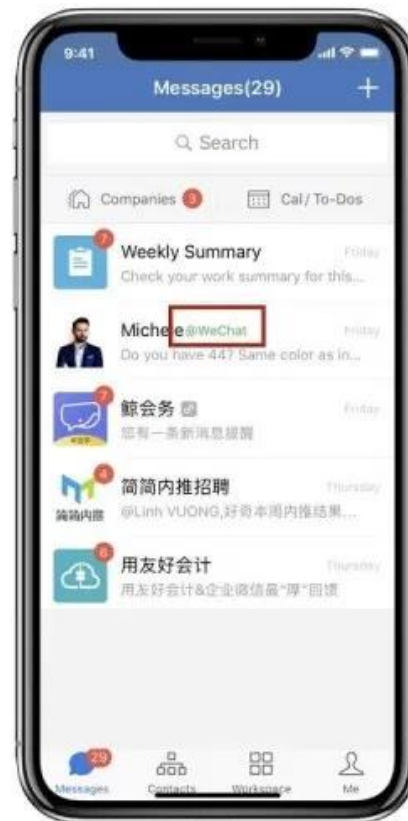 9:41
Messages(29)
Search
Companies 3
Cal/To-Dos
7
Weekly Summary
Friday
Check your work summary for this...
Michele@WeChat
Friday
Do you have 44? Same color as in...
7
鲸会务
Friday
您有一条新消息提醒
4
简简内推招聘
Thursday
@Linh VUONG,好奇本周内推结果...
简简内推
6
用友好会计
Thursday
用友好会计&企业微信最"厚"回馈
29
Messages
Contacts
Workspace
Me